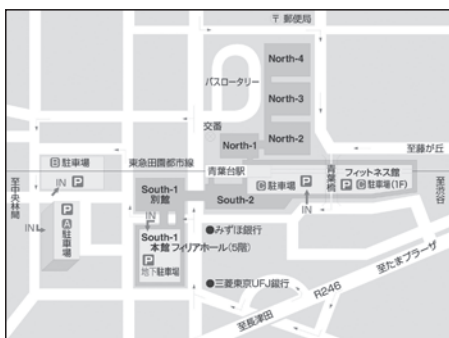 〒 郵便局
North-4
バスロータリー
North-3
交番
North-1
North-2
至藤が丘
B 駐車場
東急田園都市線
青葉台駅
青葉橋
フィットネス館
IN P
South-1
別館
D 駐車場 P
P D 駐車場(1F)
至中央林間
至渋谷
South-2
IN
IN
IN
P
A
駐車場
South-1
本館 フィリアホール(5階)
P
地下駐車場
●みずほ銀行
至たまプラーザ
●三菱東京UFJ銀行
R246
至長津田